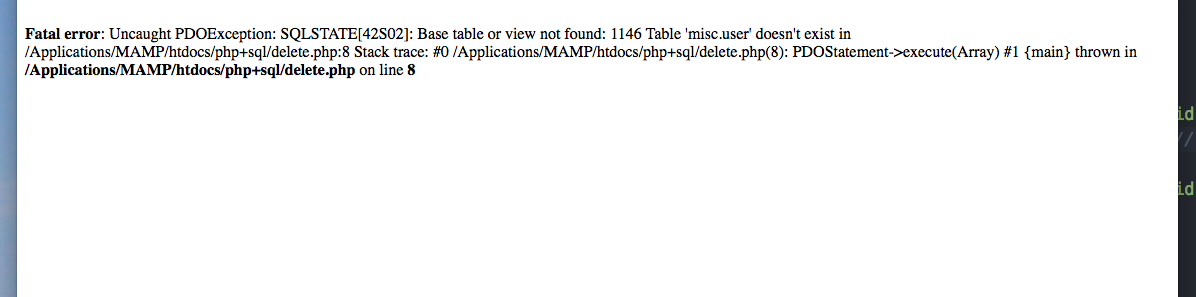 Fatal error: Uncaught PDOException: SQLSTATE[42S02]: Base table or view not found: 1146 Table 'misc.user' doesn't exist in
/Applications/MAMP/htdocs/php+sql/delete.php:8 Stack trace: #0 /Applications/MAMP/htdocs/php+sql/delete.php(8): PDOStatement->execute(Array) #1 {main} thrown in
/Applications/MAMP/htdocs/php+sql/delete.php on line 8
id
//
id